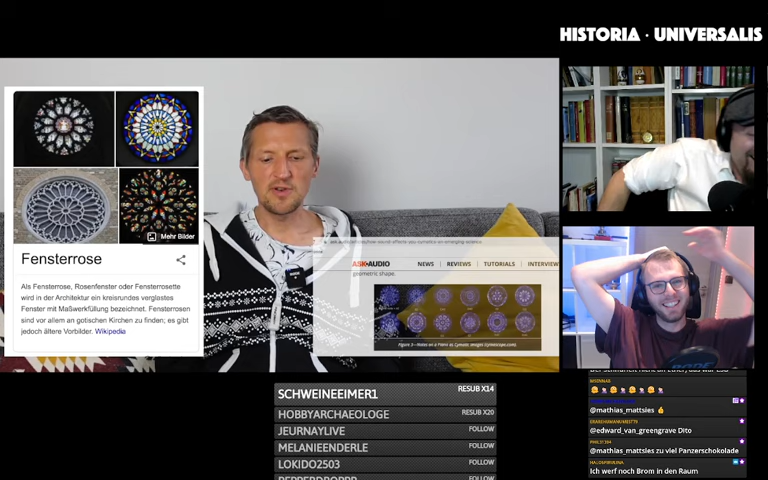 HISTORIA · UNIVERSALIS
Mehr Bilder
Fensterrose
Als Fensterrose, Rosenfenster oder Fensterrosette
wird in der Architektur ein kreisrundes verglastes
Fenster mit Maßwerkfüllung bezeichnet. Fensterrosen
sind vor allem an gotischen Kirchen zu finden; es gibt
jedoch ältere Vorbilder. Wikipedia
ASK.AUDIO
NEWS | REVIEWS | TUTORIALS | INTERVIEW
geometric shape.
SCHWEINEEIMER1 RESUB X14
HOBBYARCHAEOLOGE RESUB X20
JEURNAYLIVE FOLLOW
MELANIEENDERLE FOLLOW
LOKIDO2503 FOLLOW
@mathias_mattsies 👍
@edward_van_greengrave Dito
@mathias_mattsies zu viel Panzerschokolade
Ich werf noch Brom in den Raum